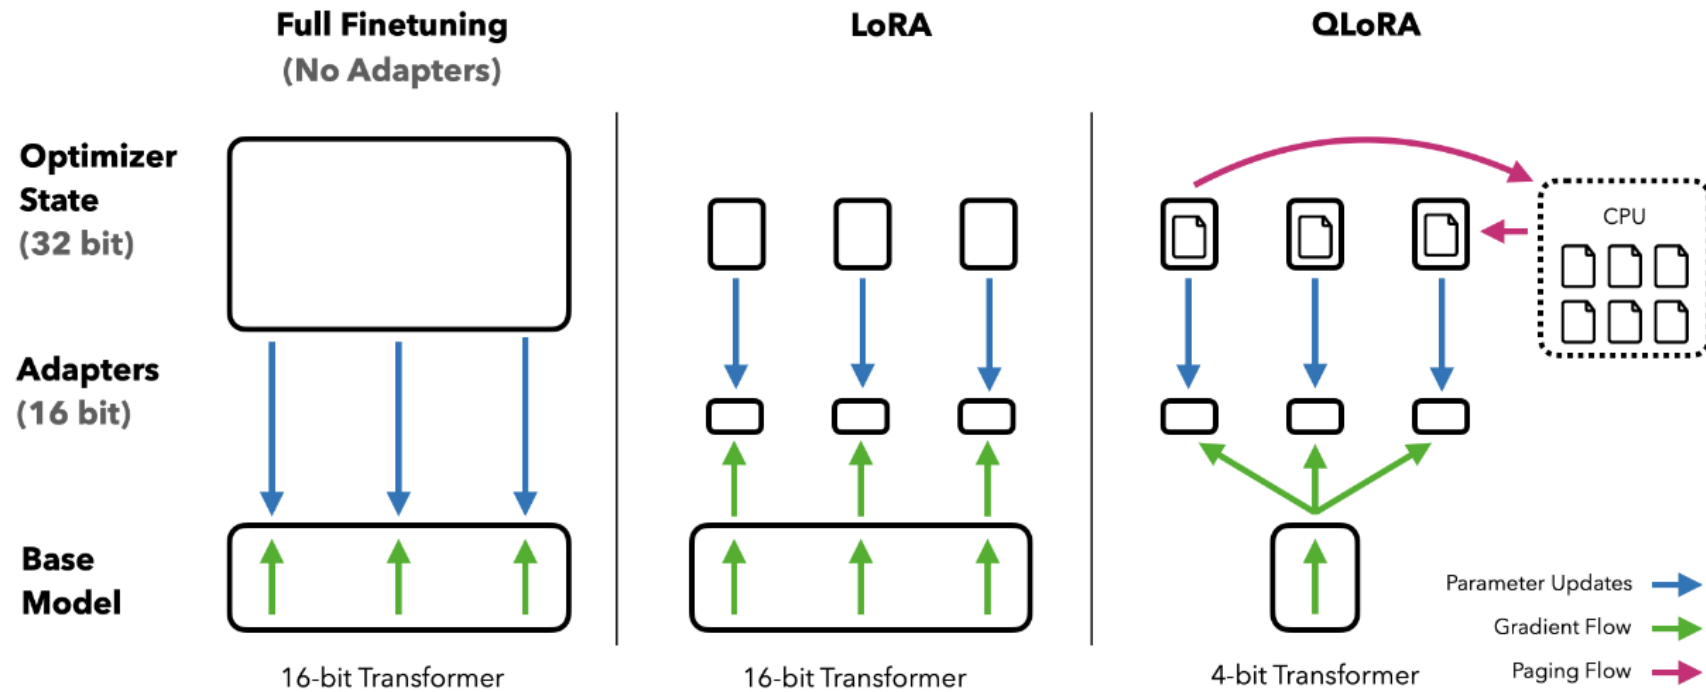 Full Finetuning
(No Adapters)
LoRA
QLoRA
Optimizer
State
(32 bit)
CPU
Adapters
(16 bit)
Base
Model
Parameter Updates
Gradient Flow
Paging Flow
16-bit Transformer
16-bit Transformer
4-bit Transformer